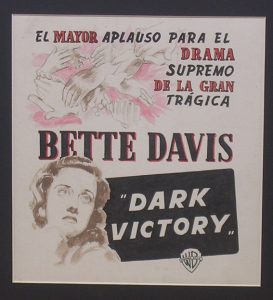 EL MAYOR APLAUSO PARA EL
DRAMA
SUPREMO
DE LA GRAN
TRÁGICA
BETTE DAVIS
"DARK
VICTORY"
WB